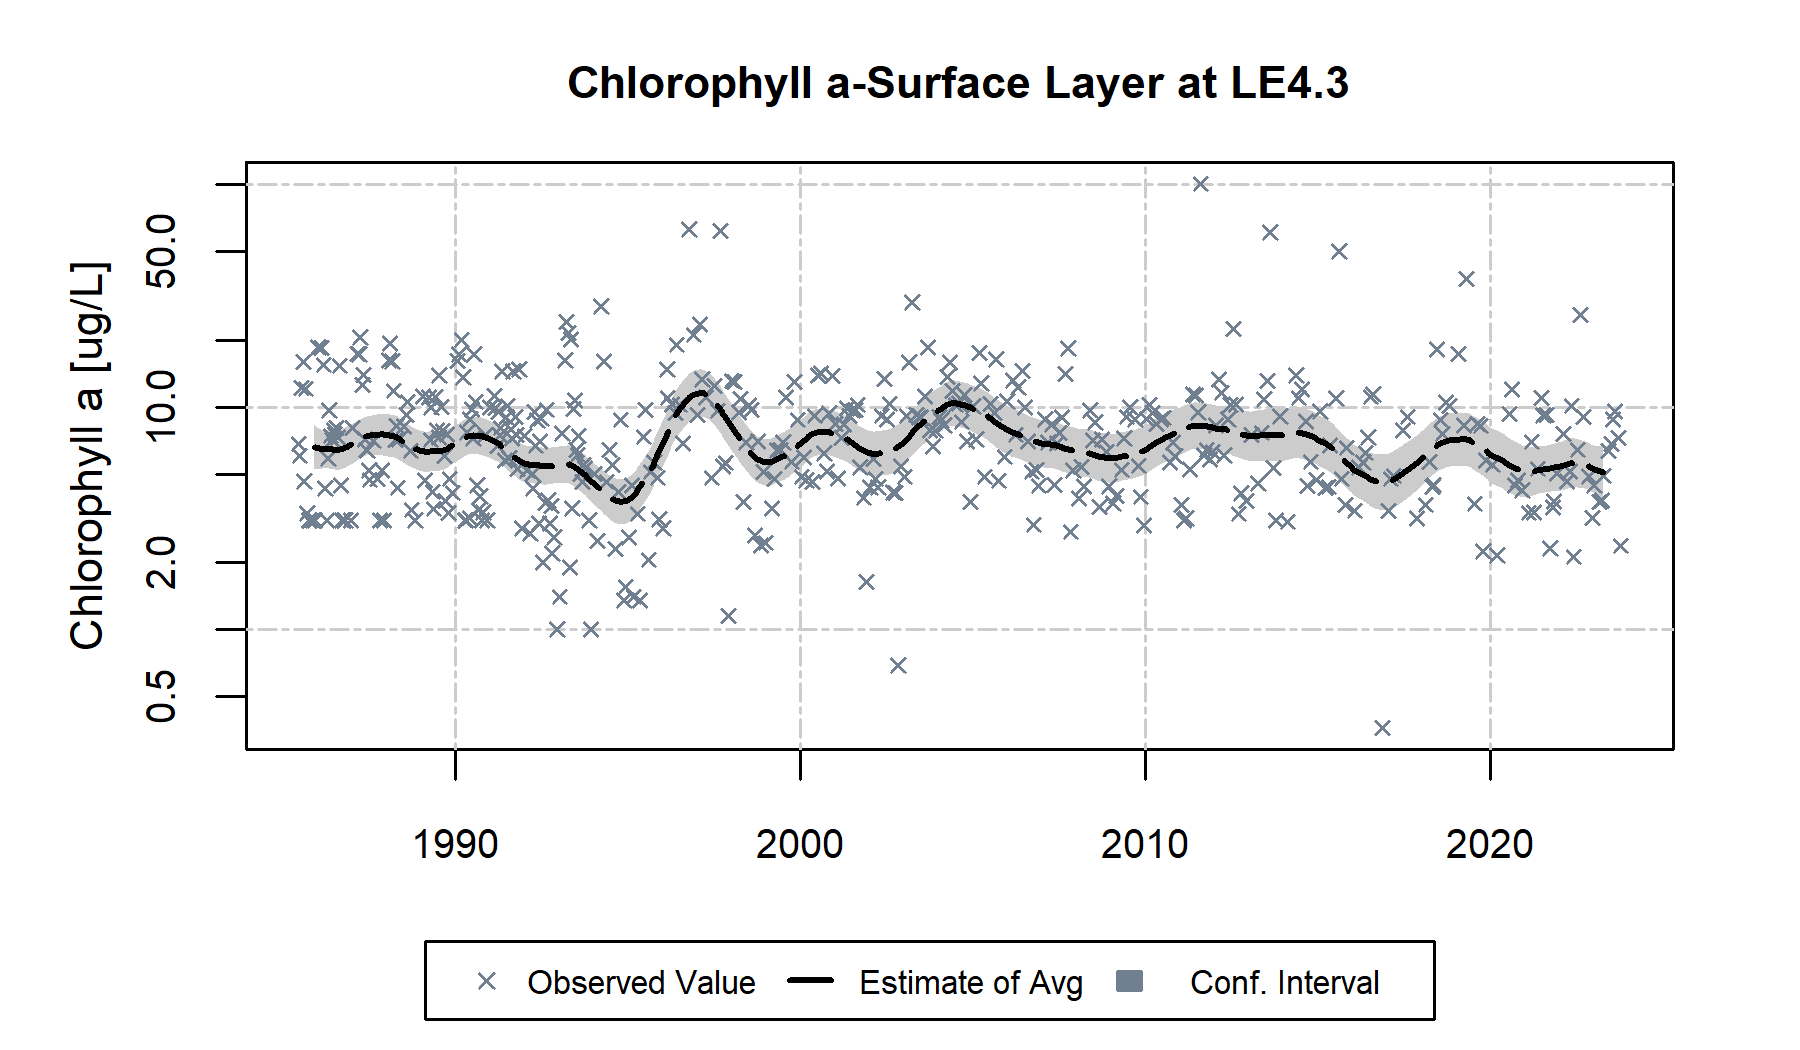 Chlorophyll a-Surface Layer at LE4.3
Chlorophyll a [ug/L]
50.0
10.0
2.0
0.5
1990 2000 2010 2020
Observed Value Estimate of Avg Conf. Interval